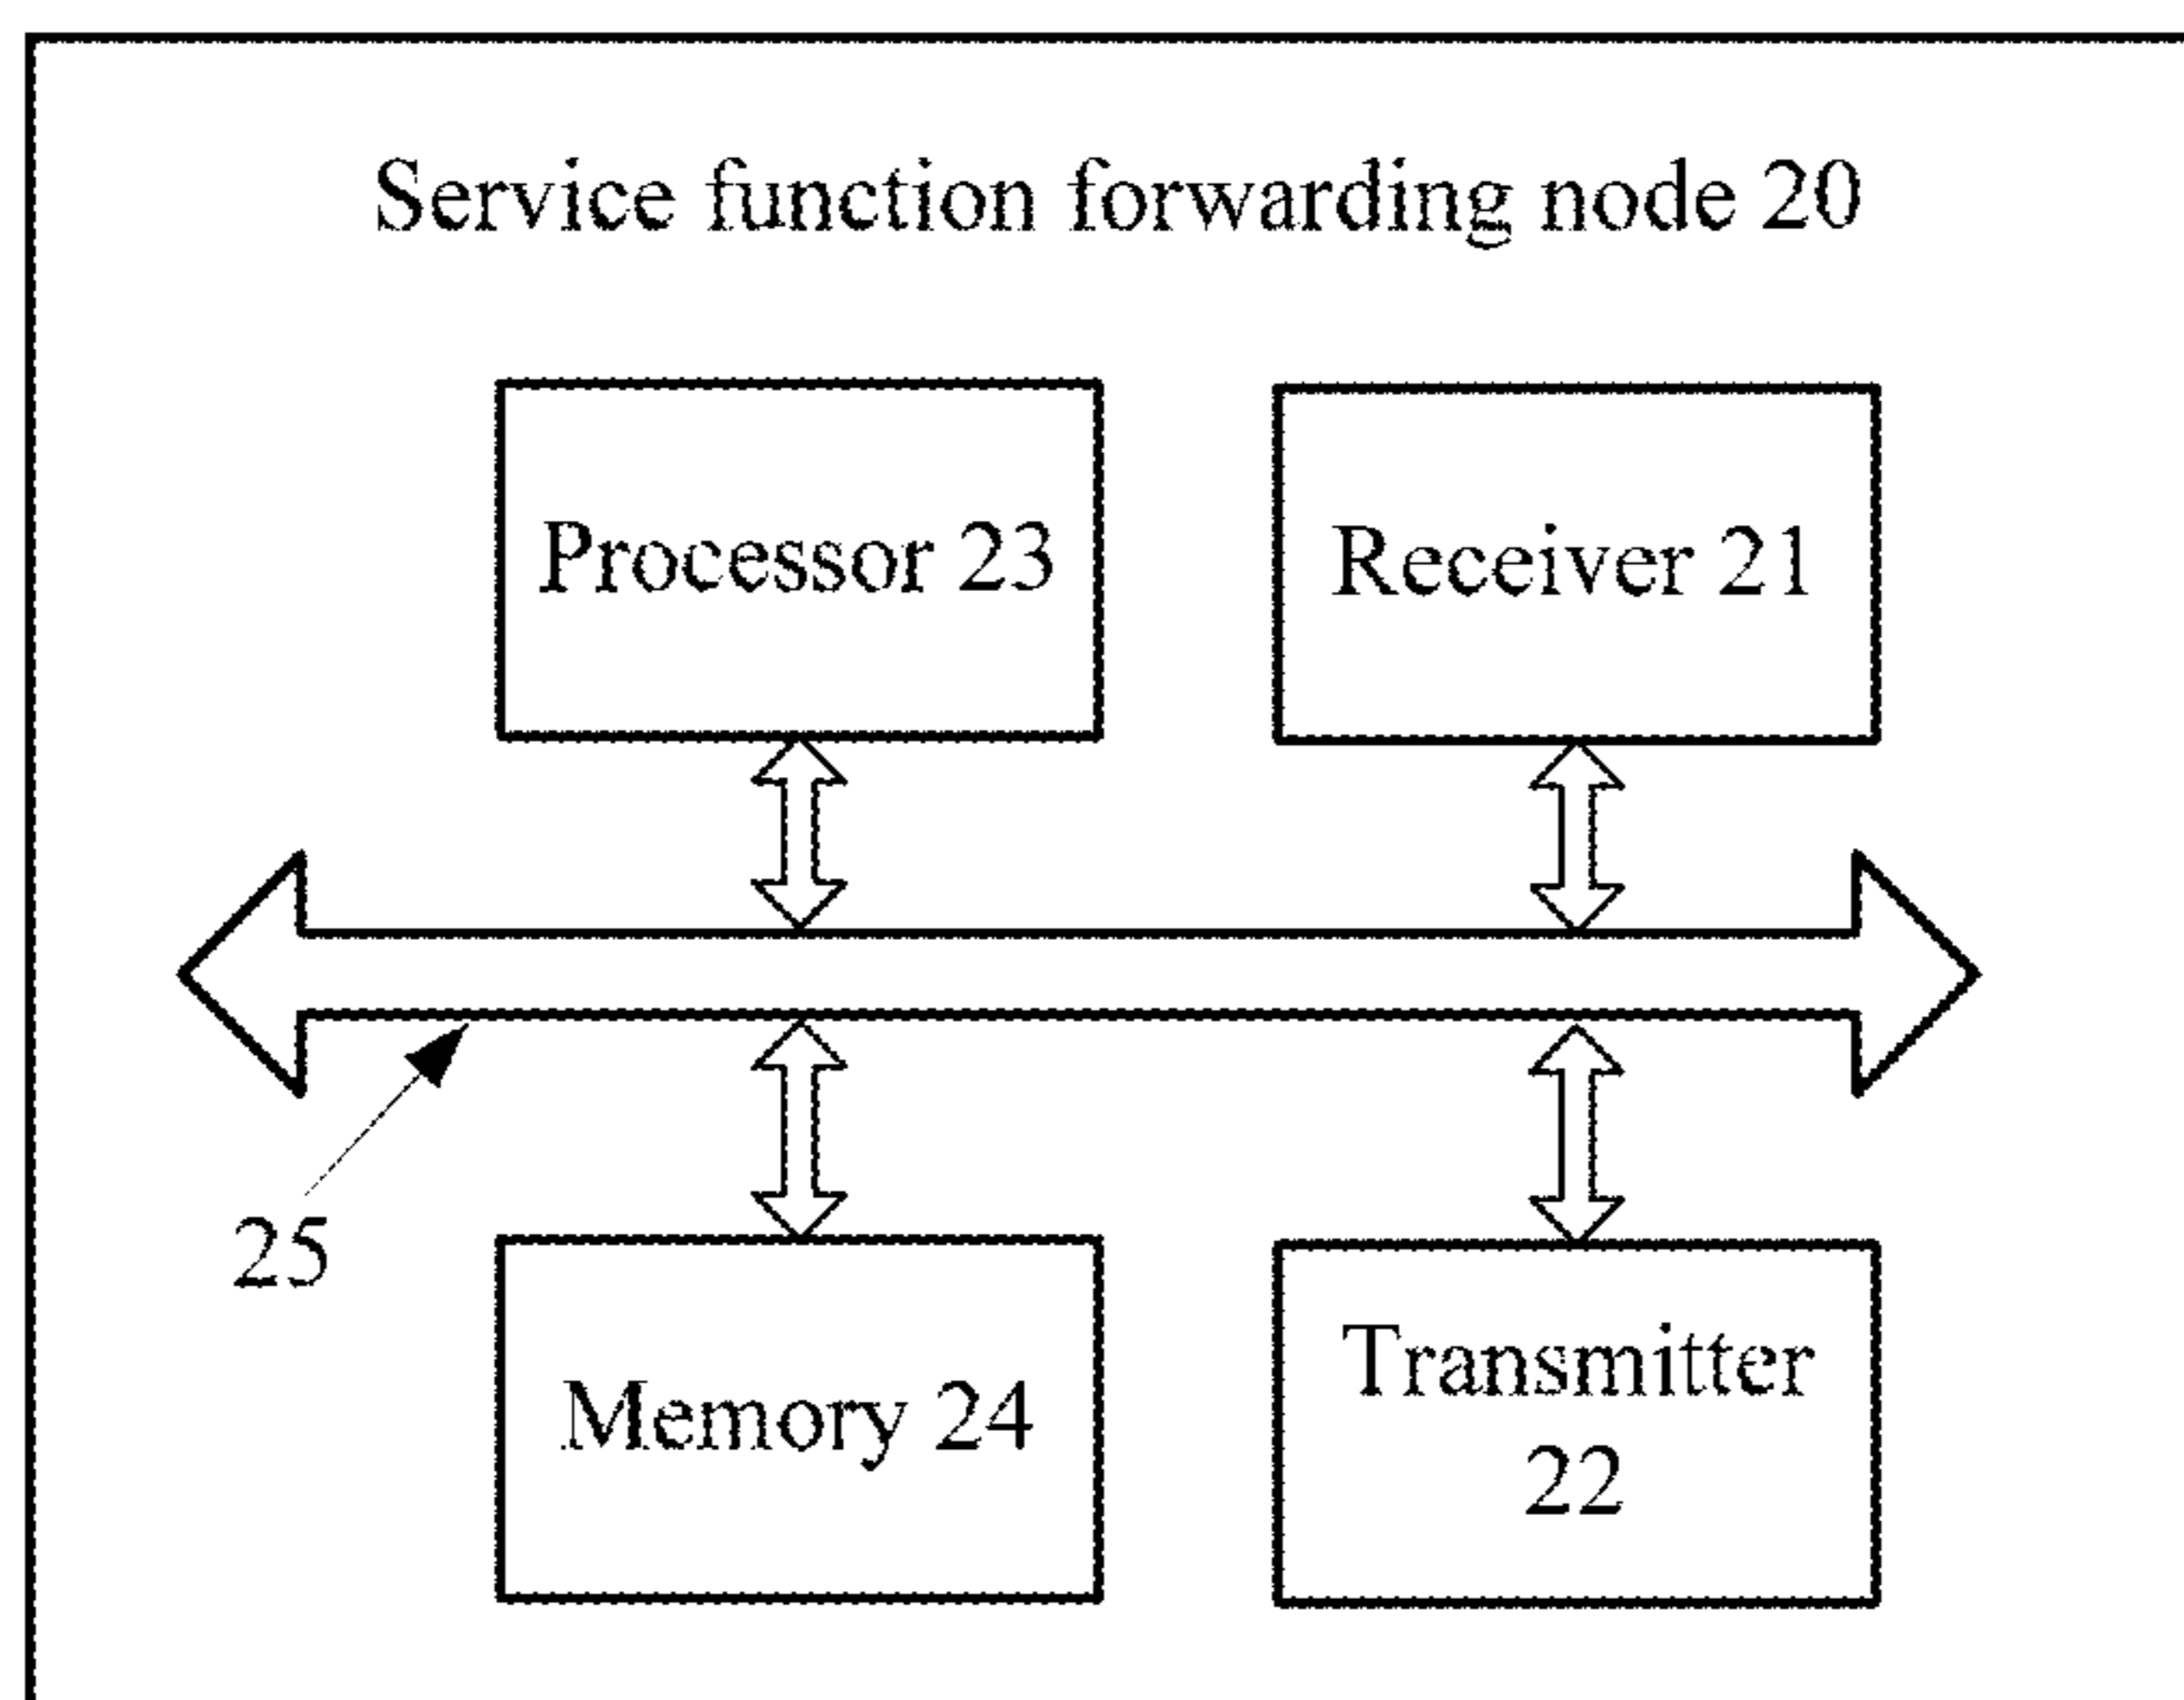 Service function forwarding node 20
Processor 23
Receiver 21
25
Memory 24
Transmitter
22